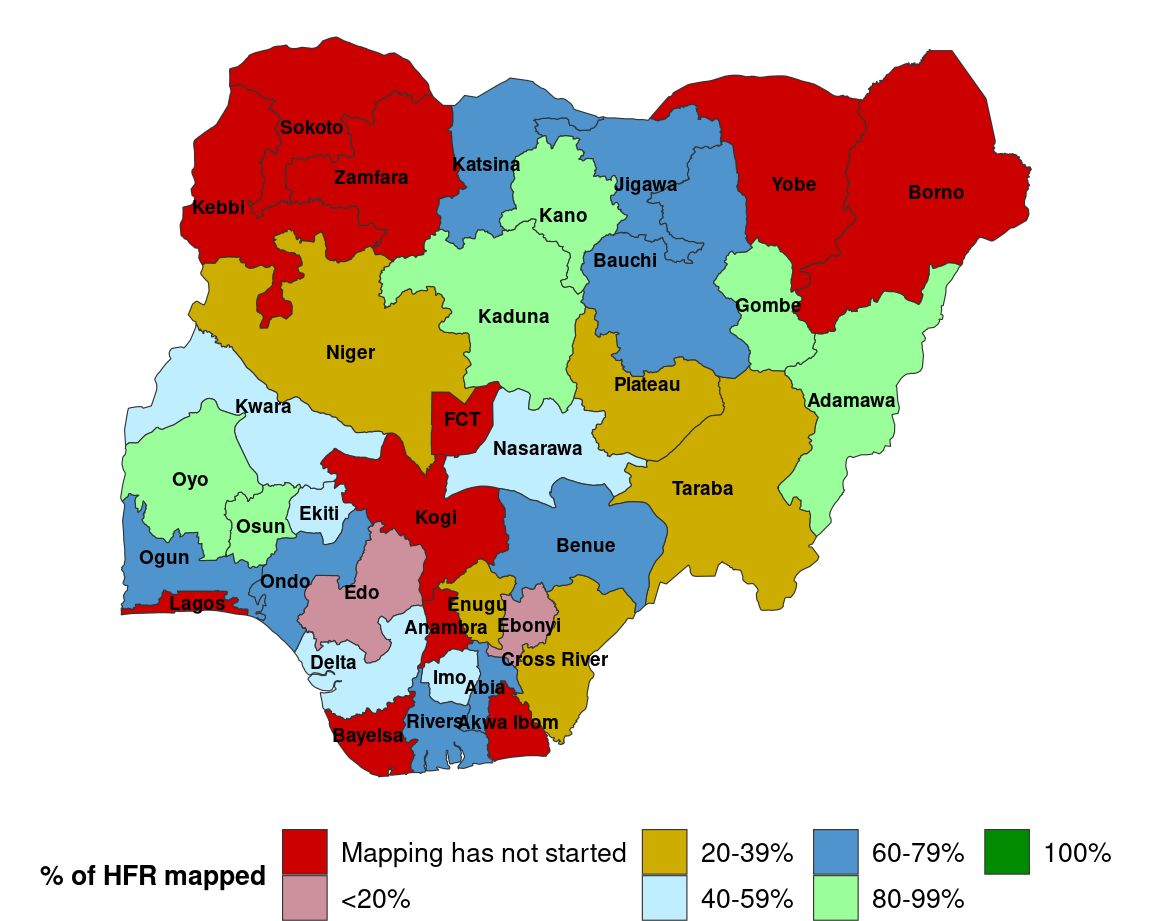 Sokoto
Katsina
Zamfara
Jigawa
Yobe
Borno
Kebbi
Kano
Bauchi
Gombe
Kaduna
Niger
Plateau
Adamawa
Kwara
FCT
Nasarawa
Oyo
Taraba
Ekiti
Kogi
Osun
Benue
Ogun
Ondo
Edo
Lagos
Enugu
Anambra
Ebonyi
Delta
Cross River
Imo
Abia
Rivers
Akwa Ibom
Bayelsa
% of HFR mapped
Mapping has not started
<20%
20-39%
40-59%
60-79%
80-99%
100%